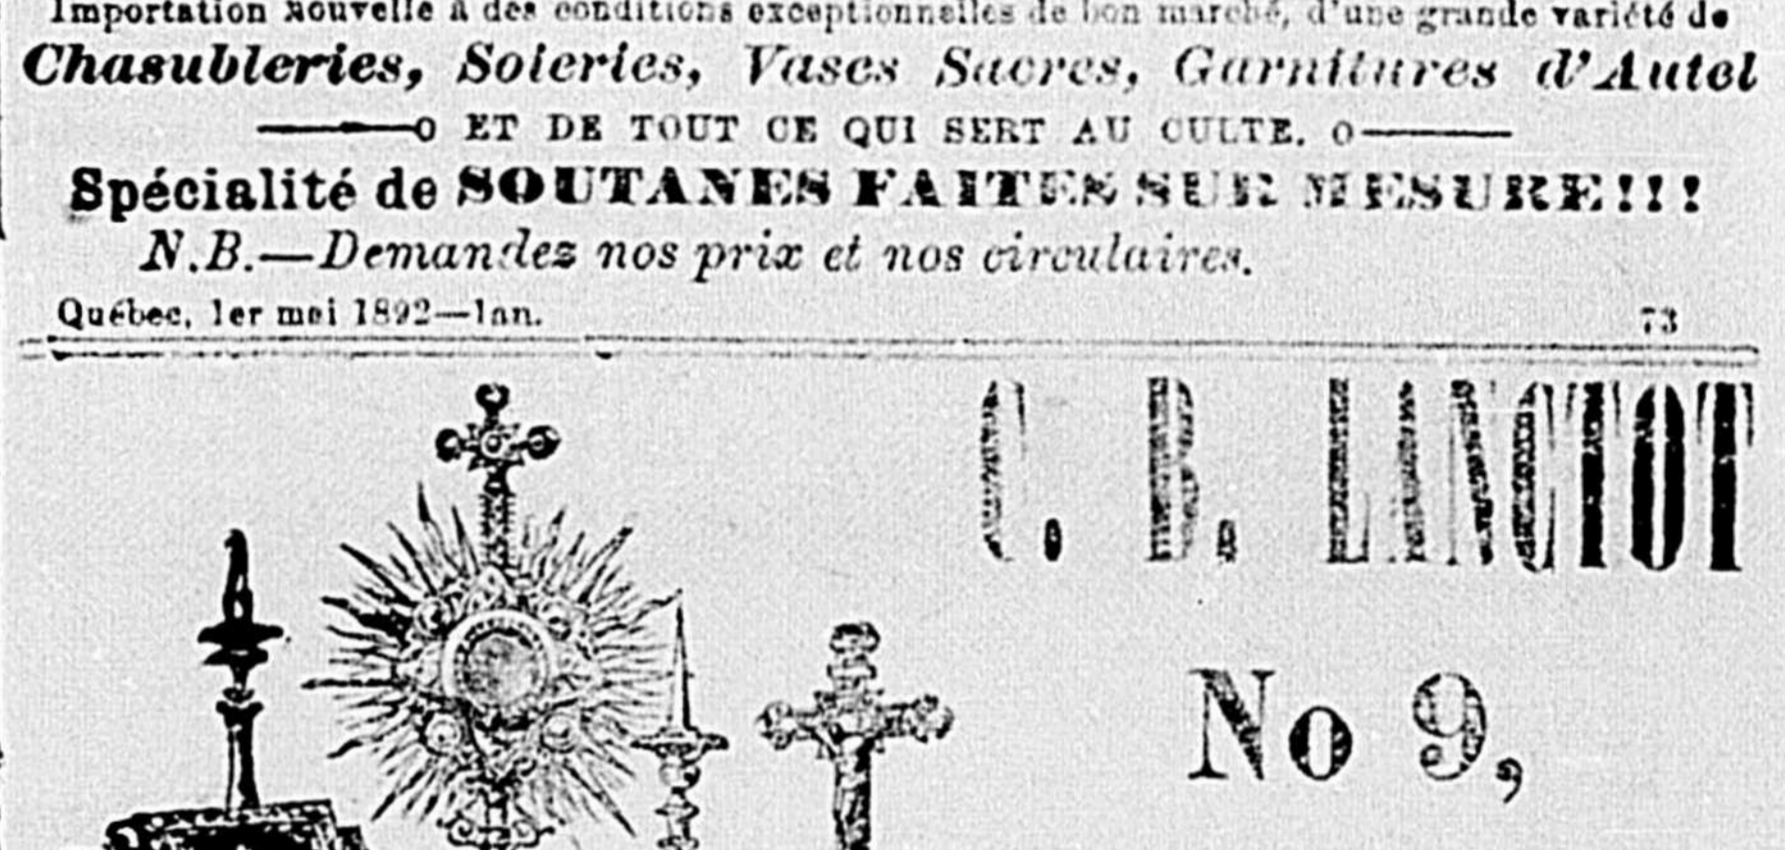 Importation Nouvelle à des conditions exceptionnelles de bon marché, d'une grande variété de
Chasubleries, Soieries, Vases Sacres, Garnitures d'Autel
ET DE TOUT CE QUI SERT AU CULTE.
Spécialité de SOUTANES FAITES SUR MESURE!!!
N.B.—Demandez nos prix et nos circulaires.
Québec, 1er mai 1892—1an. 73
C. B. LANCTOT
No 9,